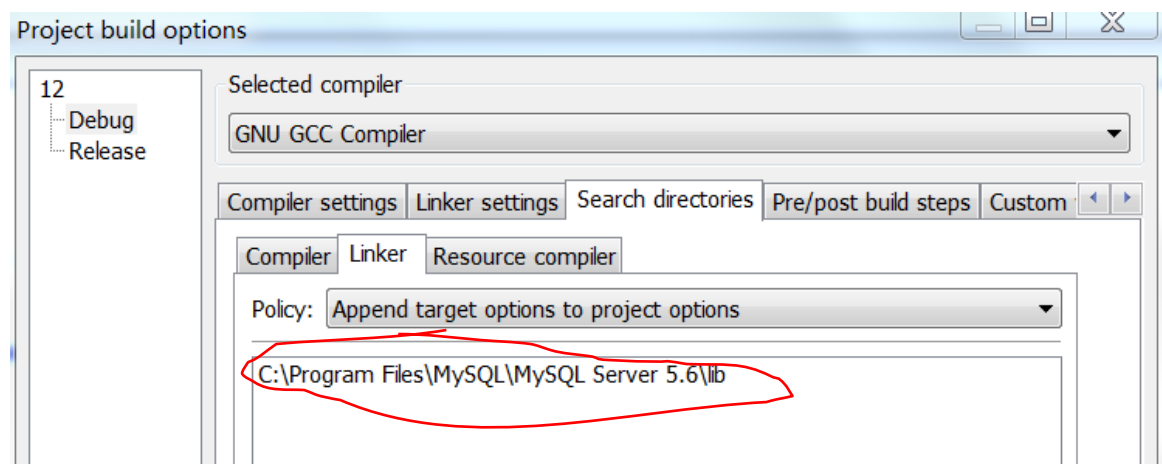 Project build options
12
Debug
Release
Selected compiler
GNU GCC Compiler
Compiler settings Linker settings Search directories Pre/post build steps Custom
Compiler Linker Resource compiler
Policy: Append target options to project options
C:\Program Files\MySQL\MySQL Server 5.6\lib